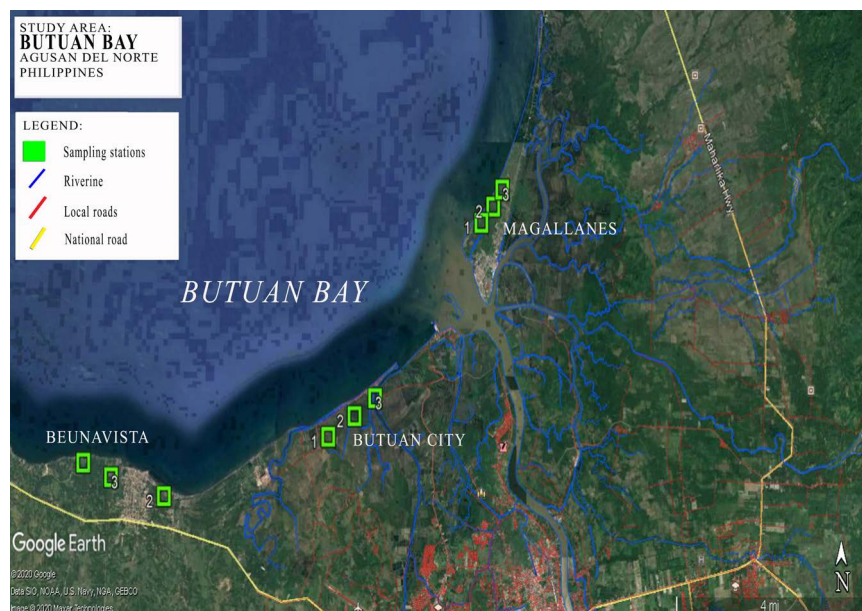 STUDY AREA:
BUTUAN BAY
AGUSAN DEL NORTE
PHILIPPINES
LEGEND:
Sampling stations
Riverine
Local roads
National road
BUTUAN BAY
3
2
1
MAGALLANES
Maharlika Hwy
3
2
1
BUTUAN CITY
BEUNAVISTA
3
2
Google Earth
©2020 Google
Data SIO, NOAA, U.S. Navy, NGA, GEBCO
Image © 2020 Maxar Technologies
N
4 mi